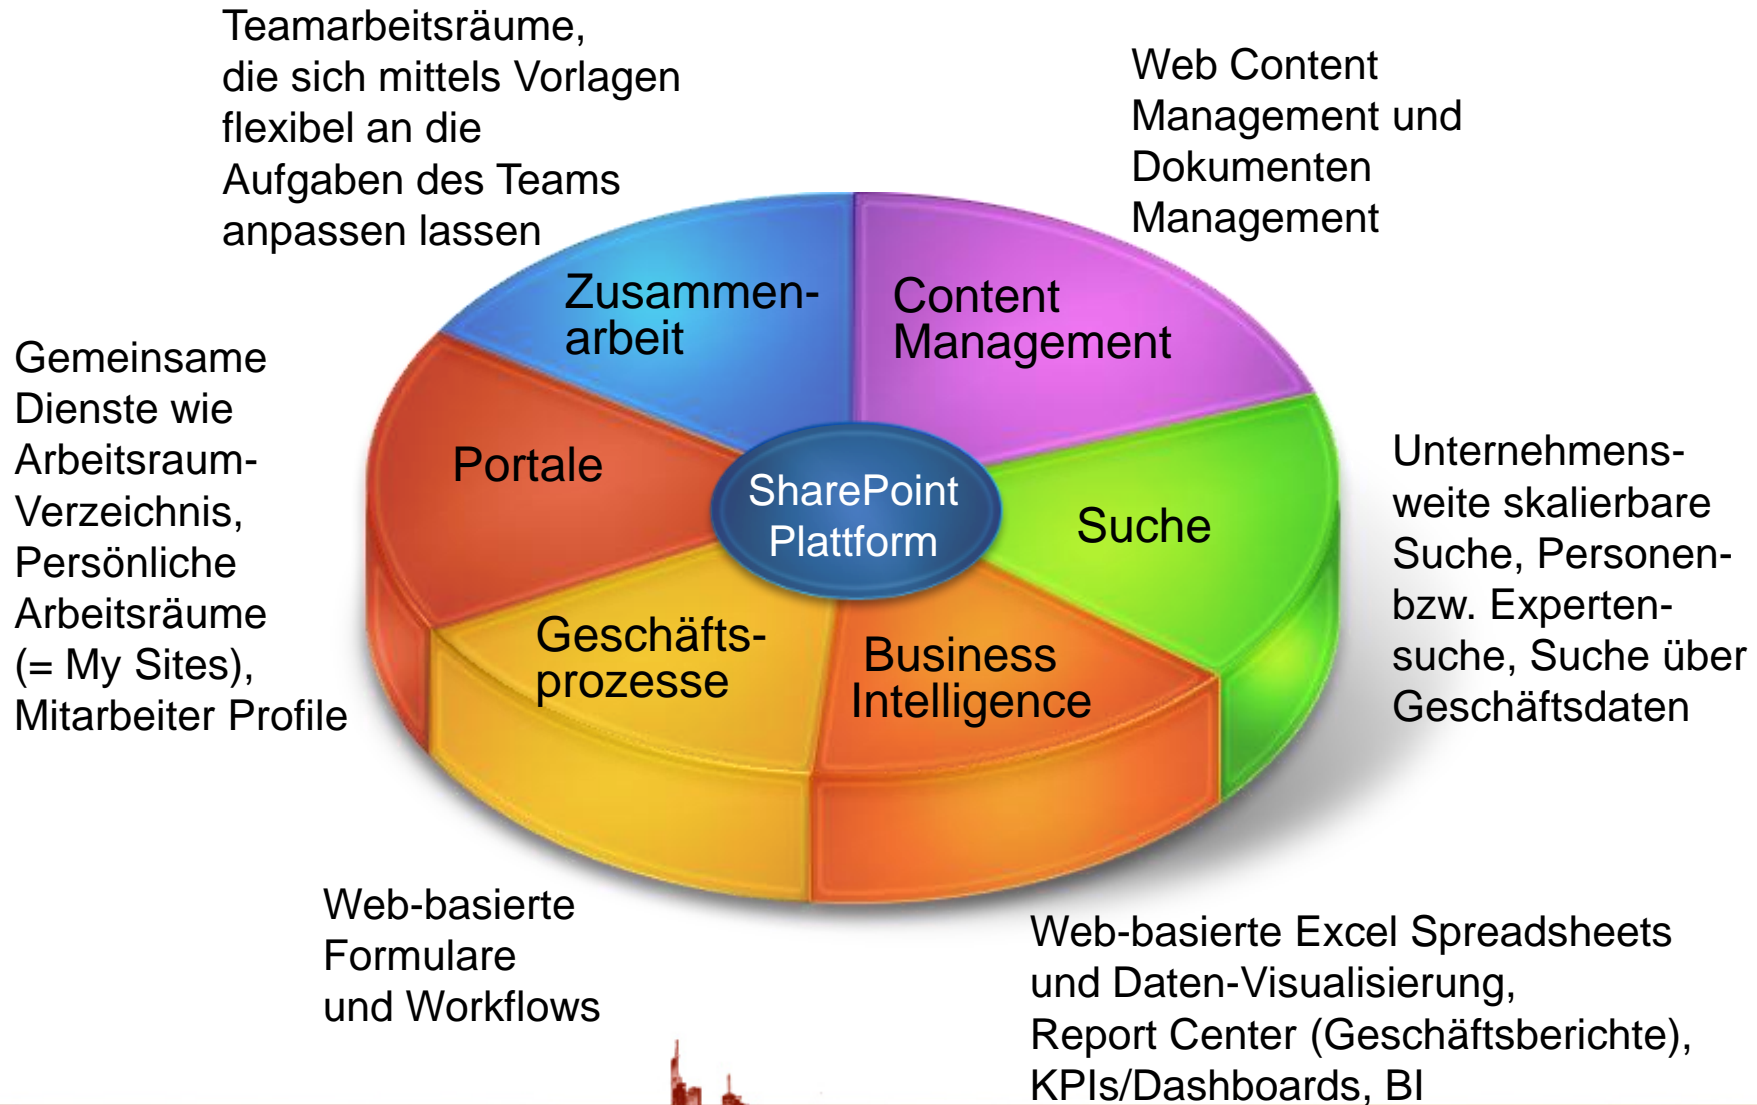 Teamarbeitsräume,
die sich mittels Vorlagen
flexibel an die
Aufgaben des Teams
anpassen lassen
Web Content
Management und
Dokumenten
Management
Zusammen-
arbeit
Content
Management
Gemeinsame
Dienste wie
Arbeitsraum-
Verzeichnis,
Persönliche
Arbeitsräume
(= My Sites),
Mitarbeiter Profile
Portale
SharePoint
Plattform
Suche
Unternehmens-
weite skalierbare
Suche, Personen-
bzw. Experten-
suche, Suche über
Geschäftsdaten
Geschäfts-
prozesse
Business
Intelligence
Web-basierte
Formulare
und Workflows
Web-basierte Excel Spreadsheets
und Daten-Visualisierung,
Report Center (Geschäftsberichte),
KPIs/Dashboards, BI